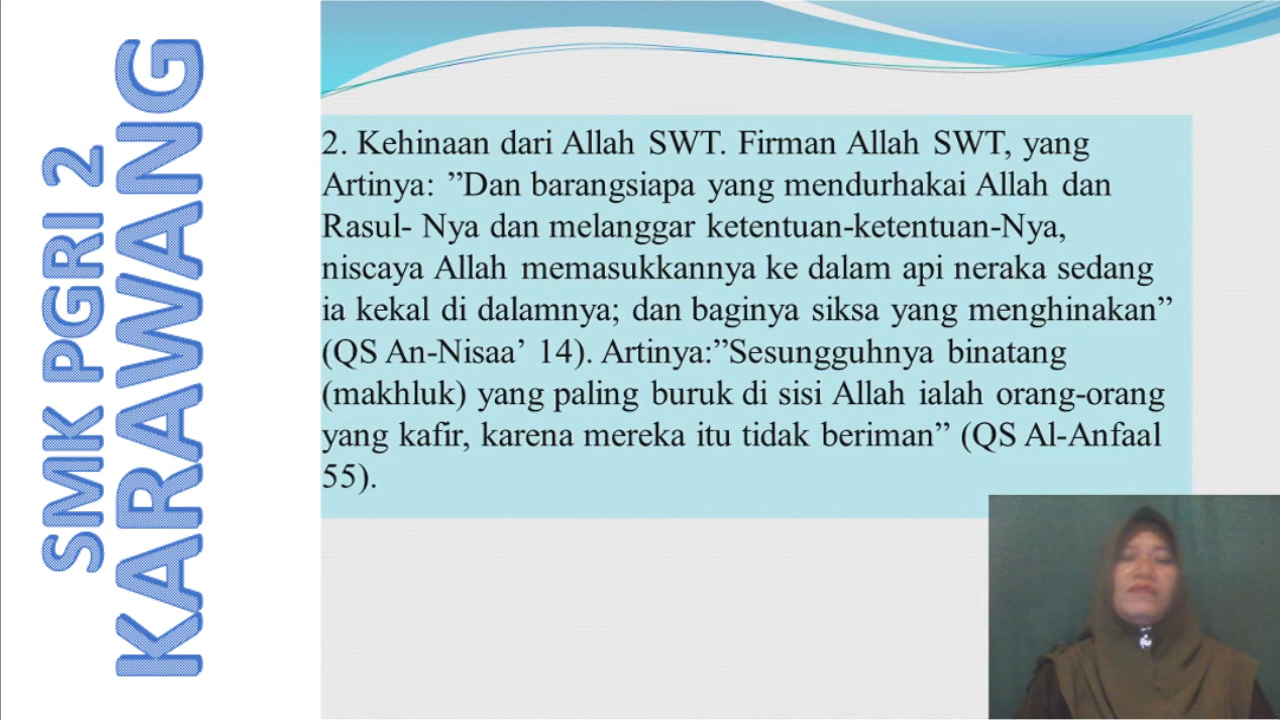 SMK PGRI 2
KARAWANG
2. Kehinaan dari Allah SWT. Firman Allah SWT, yang
Artinya: ”Dan barangsiapa yang mendurhakai Allah dan
Rasul- Nya dan melanggar ketentuan-ketentuan-Nya,
niscaya Allah memasukkannya ke dalam api neraka sedang
ia kekal di dalamnya; dan baginya siksa yang menghinakan”
(QS An-Nisaa’ 14). Artinya:”Sesungguhnya binatang
(makhluk) yang paling buruk di sisi Allah ialah orang-orang
yang kafir, karena mereka itu tidak beriman” (QS Al-Anfaal
55).